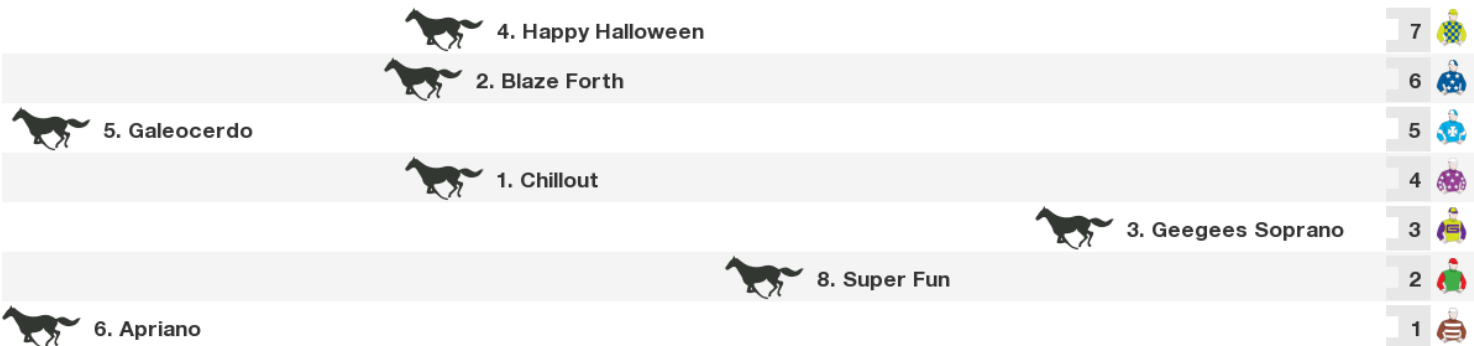 4. Happy Halloween 7
2. Blaze Forth 6
5. Galeocerdo 5
1. Chillout 4
3. Geegees Soprano 3
8. Super Fun 2
6. Apriano 1